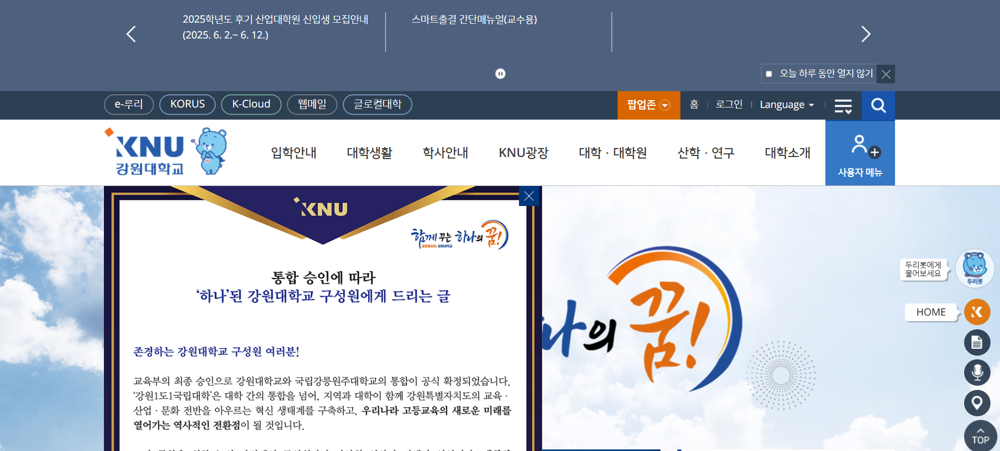 2025학년도 후기 산업대학원 신입생 모집안내
(2025. 6. 2.~ 6. 12.)
스마트출결 간단매뉴얼(교수용)
오늘 하루 동안 열지 않기
e-루리
KORUS
K-Cloud
웹메일
글로컬대학
팝업존
홈
로그인
Language
KNU
강원대학교
입학안내
대학생활
학사안내
KNU광장
대학 · 대학원
산학 · 연구
대학소개
사용자 메뉴
KNU
함께 꾸는 하나의 꿈!
글로컬리더, 강원대학교
통합 승인에 따라
‘하나’된 강원대학교 구성원에게 드리는 글
존경하는 강원대학교 구성원 여러분!
교육부의 최종 승인으로 강원대학교와 국립강릉원주대학교의 통합이 공식 확정되었습니다.
‘강원1도1국립대학’은 대학 간의 통합을 넘어, 지역과 대학이 함께 강원특별자치도의 교육 ·
산업 · 문화 전반을 아우르는 혁신 생태계를 구축하고, 우리나라 고등교육의 새로운 미래를
열어가는 역사적인 전환점이 될 것입니다.
나의 꿈!
두리봇에게
물어보세요
두리봇
HOME
K
TOP